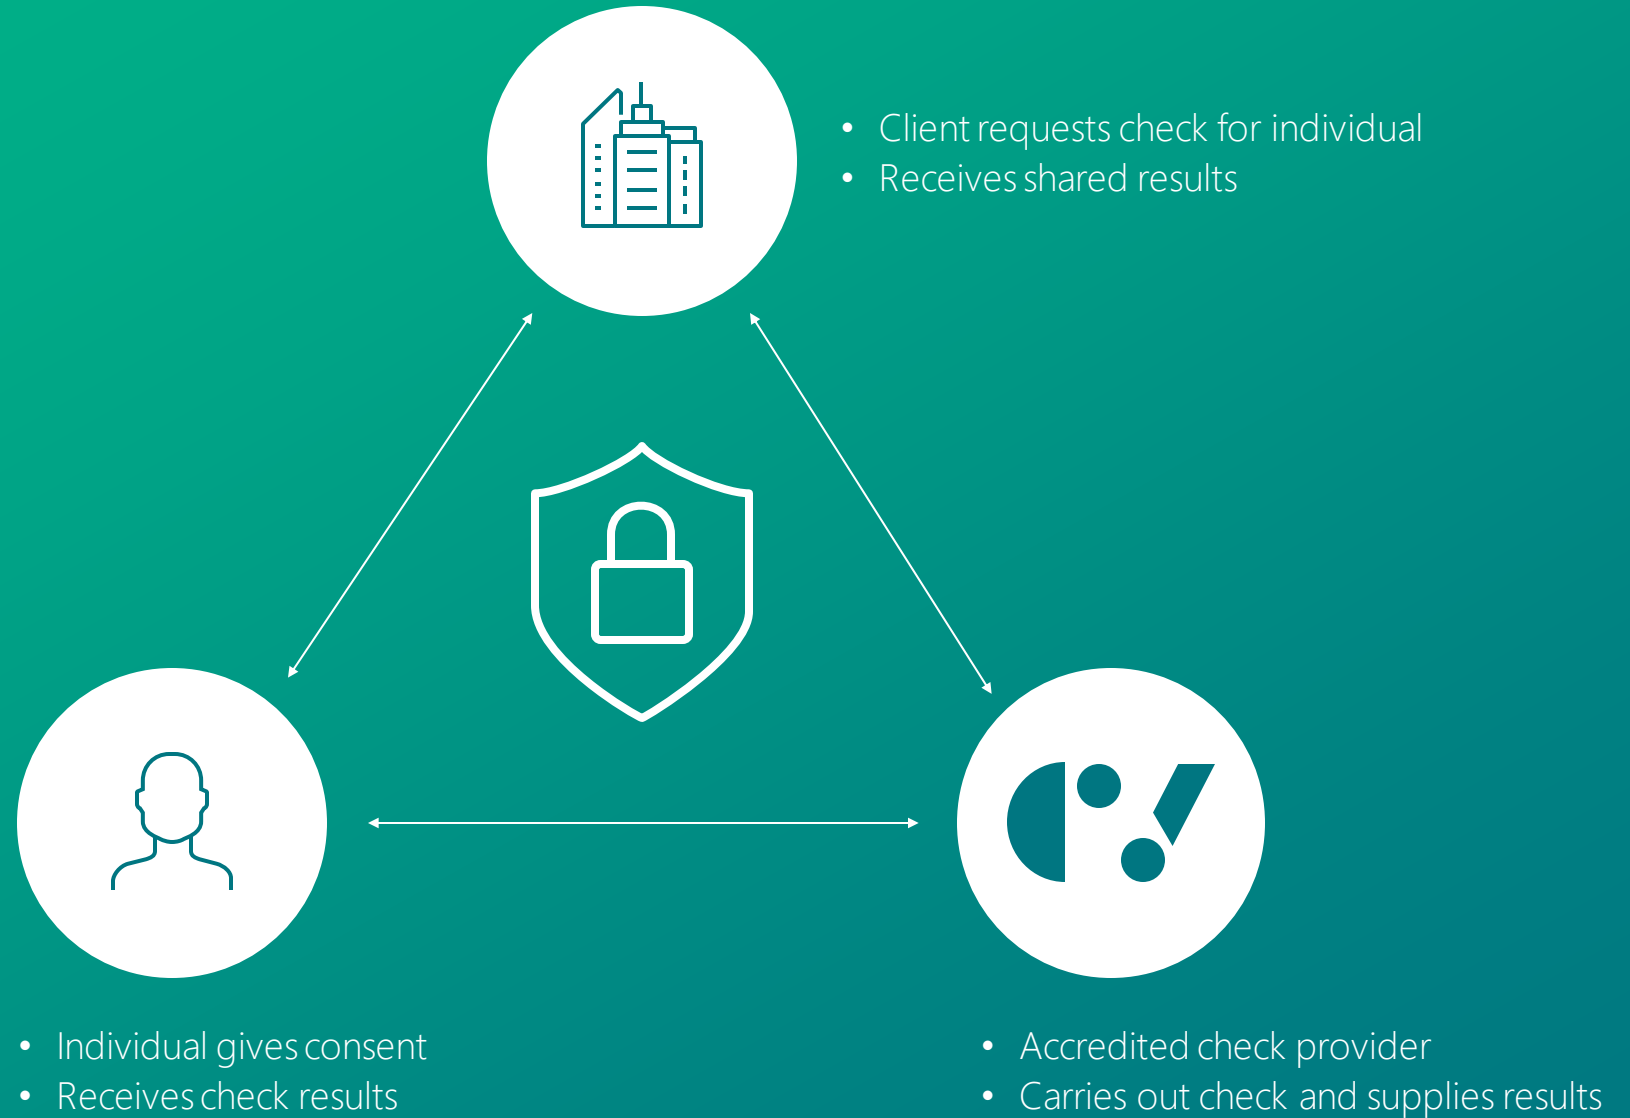 • Client requests check for individual
• Receives shared results
• Individual gives consent
• Receives check results
• Accredited check provider
• Carries out check and supplies results